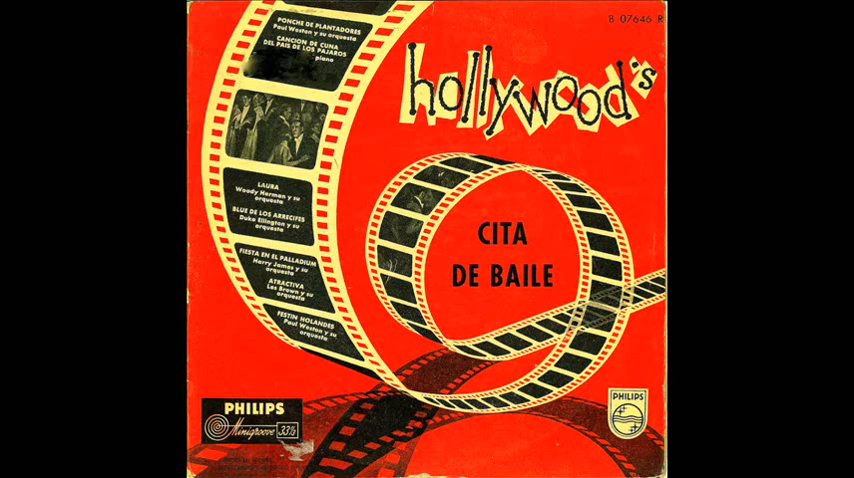 PONCHE DE PLANTADORES
Paul Weston y su orquesta
CANCION DE CUNA
DEL PAIS DE LOS PAJAROS
piano
B 07646 R
hollywood's
LAURA
Woody Herman y su
orquesta
BLUE DE LOS ARRECIFES
Duke Ellington y su
orquesta
FIESTA EN EL PALLADIUM
Harry James y su
orquesta
ATRACTIVA
Les Brown y su
orquesta
FESTIN HOLANDES
Paul Weston y su
orquesta
CITA
DE BAILE
PHILIPS
Minigroove 33⅓
PHILIPS